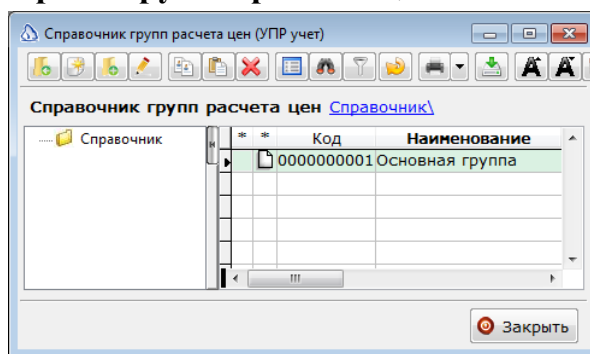 Справочник групп расчета цен (УПР учет)
Справочник групп расчета цен Справочник\
Справочник
* * Код Наименование
0000000001 Основная группа
Закрыть